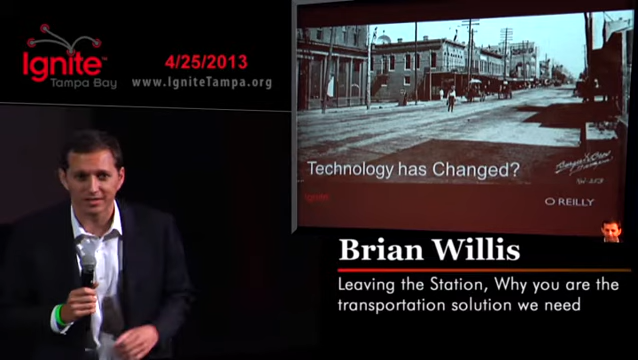 Ignite
Tampa Bay
4/25/2013
www.IgniteTampa.org
Technology has Changed?
Ignite
O REILLY
Brian Willis
Leaving the Station, Why you are the
transportation solution we need